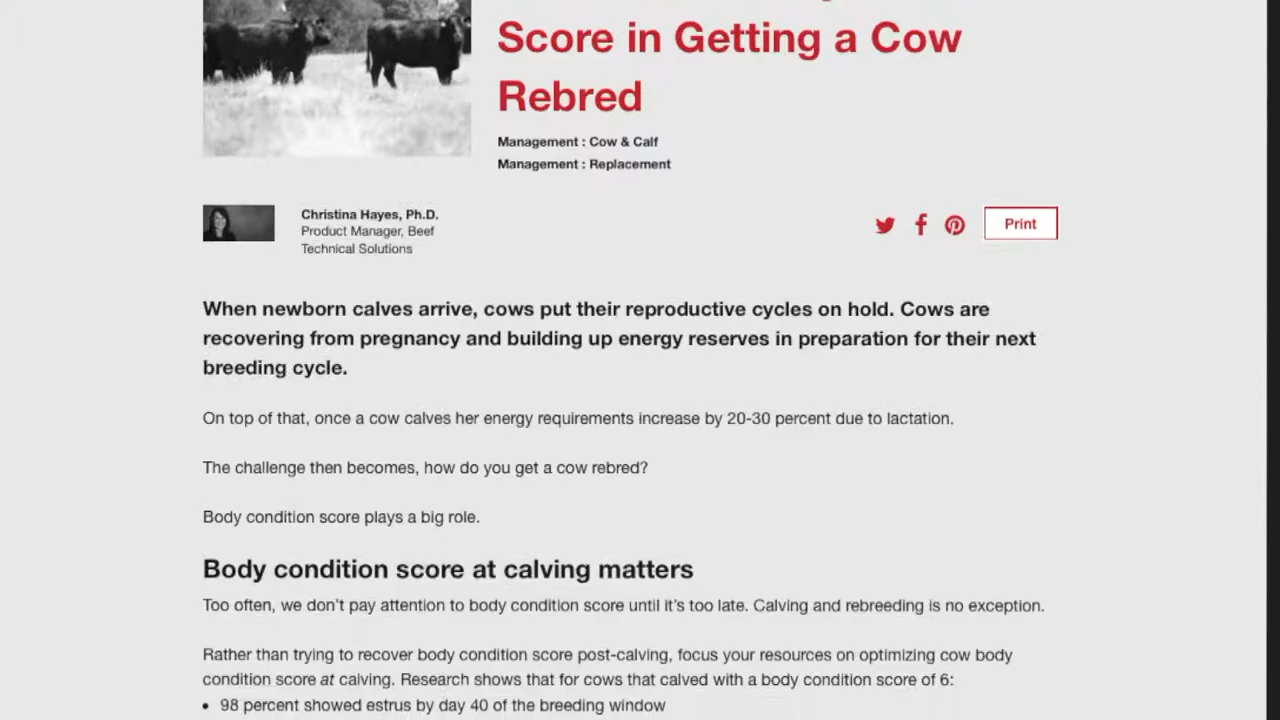 Score in Getting a Cow
Rebred
Management : Cow & Calf
Management : Replacement
Christina Hayes, Ph.D.
Product Manager, Beef
Technical Solutions
Print
When newborn calves arrive, cows put their reproductive cycles on hold. Cows are
recovering from pregnancy and building up energy reserves in preparation for their next
breeding cycle.
On top of that, once a cow calves her energy requirements increase by 20-30 percent due to lactation.
The challenge then becomes, how do you get a cow rebred?
Body condition score plays a big role.
Body condition score at calving matters
Too often, we don’t pay attention to body condition score until it’s too late. Calving and rebreeding is no exception.
Rather than trying to recover body condition score post-calving, focus your resources on optimizing cow body
condition score at calving. Research shows that for cows that calved with a body condition score of 6:
• 98 percent showed estrus by day 40 of the breeding window